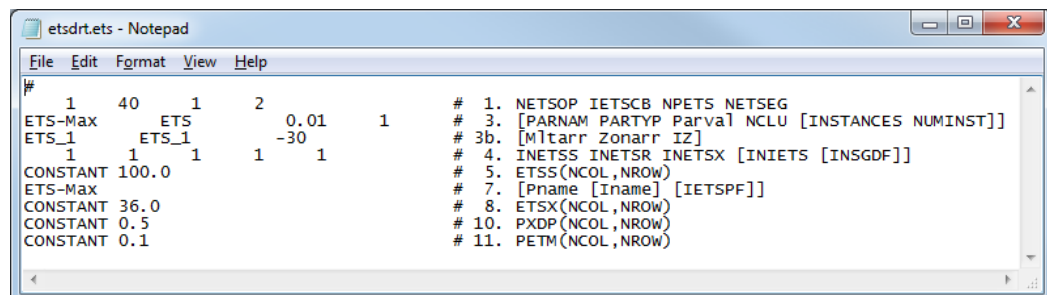 etsdrt.ets - Notepad
File Edit Format View Help
#
    1    40    1    2    # 1. NETSOP IETSCB NPETS NETSEG
ETS-Max    ETS    0.01    1    # 3. [PARNAM PARTYP Parval NCLU [INSTANCES NUMINST]]
ETS_1    ETS_1    -30    # 3b. [Mltarr Zonarr IZ]
    1    1    1    1    1    # 4. INETSS INETSR INETSX [INIETS [INSGDF]]
CONSTANT 100.0    # 5. ETSS(NCOL,NROW)
ETS-Max    # 7. [Pname [Iname] [IETSPF]]
CONSTANT 36.0    # 8. ETSX(NCOL,NROW)
CONSTANT 0.5    # 10. PXDP(NCOL,NROW)
CONSTANT 0.1    # 11. PETM(NCOL,NROW)